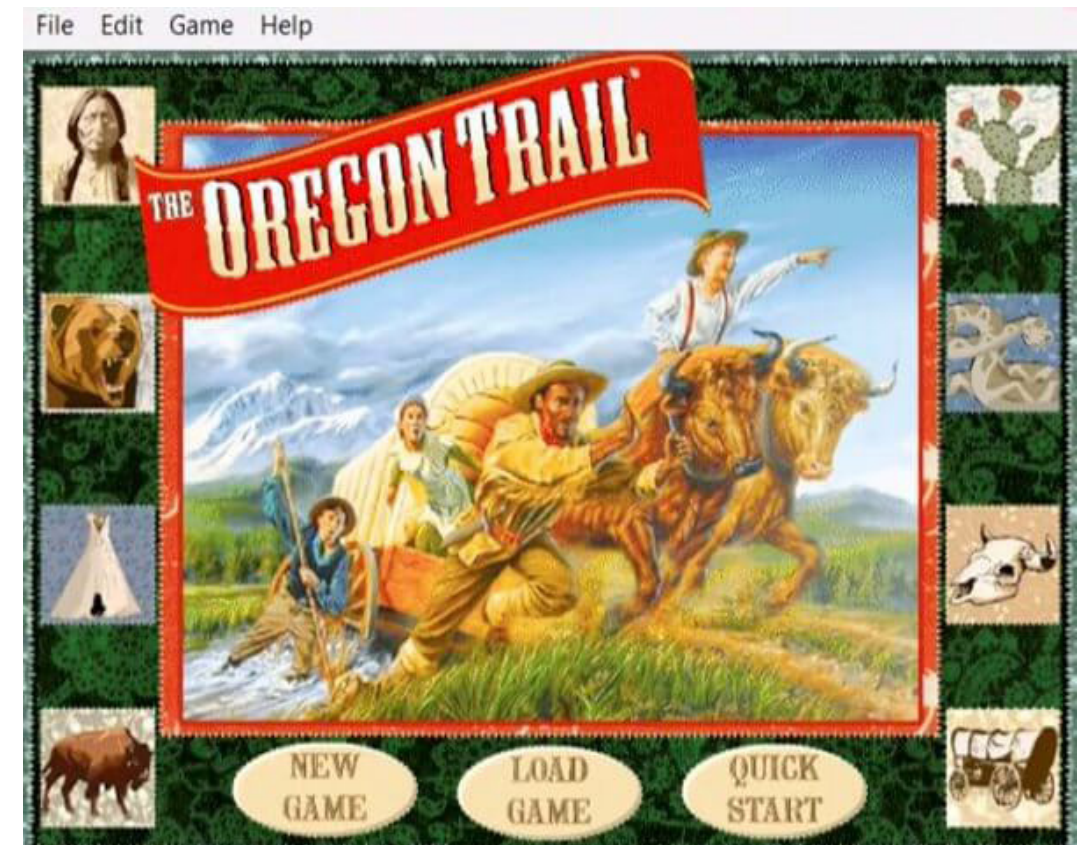 File Edit Game Help
THE OREGON TRAIL
NEW
GAME
LOAD
GAME
QUICK
START